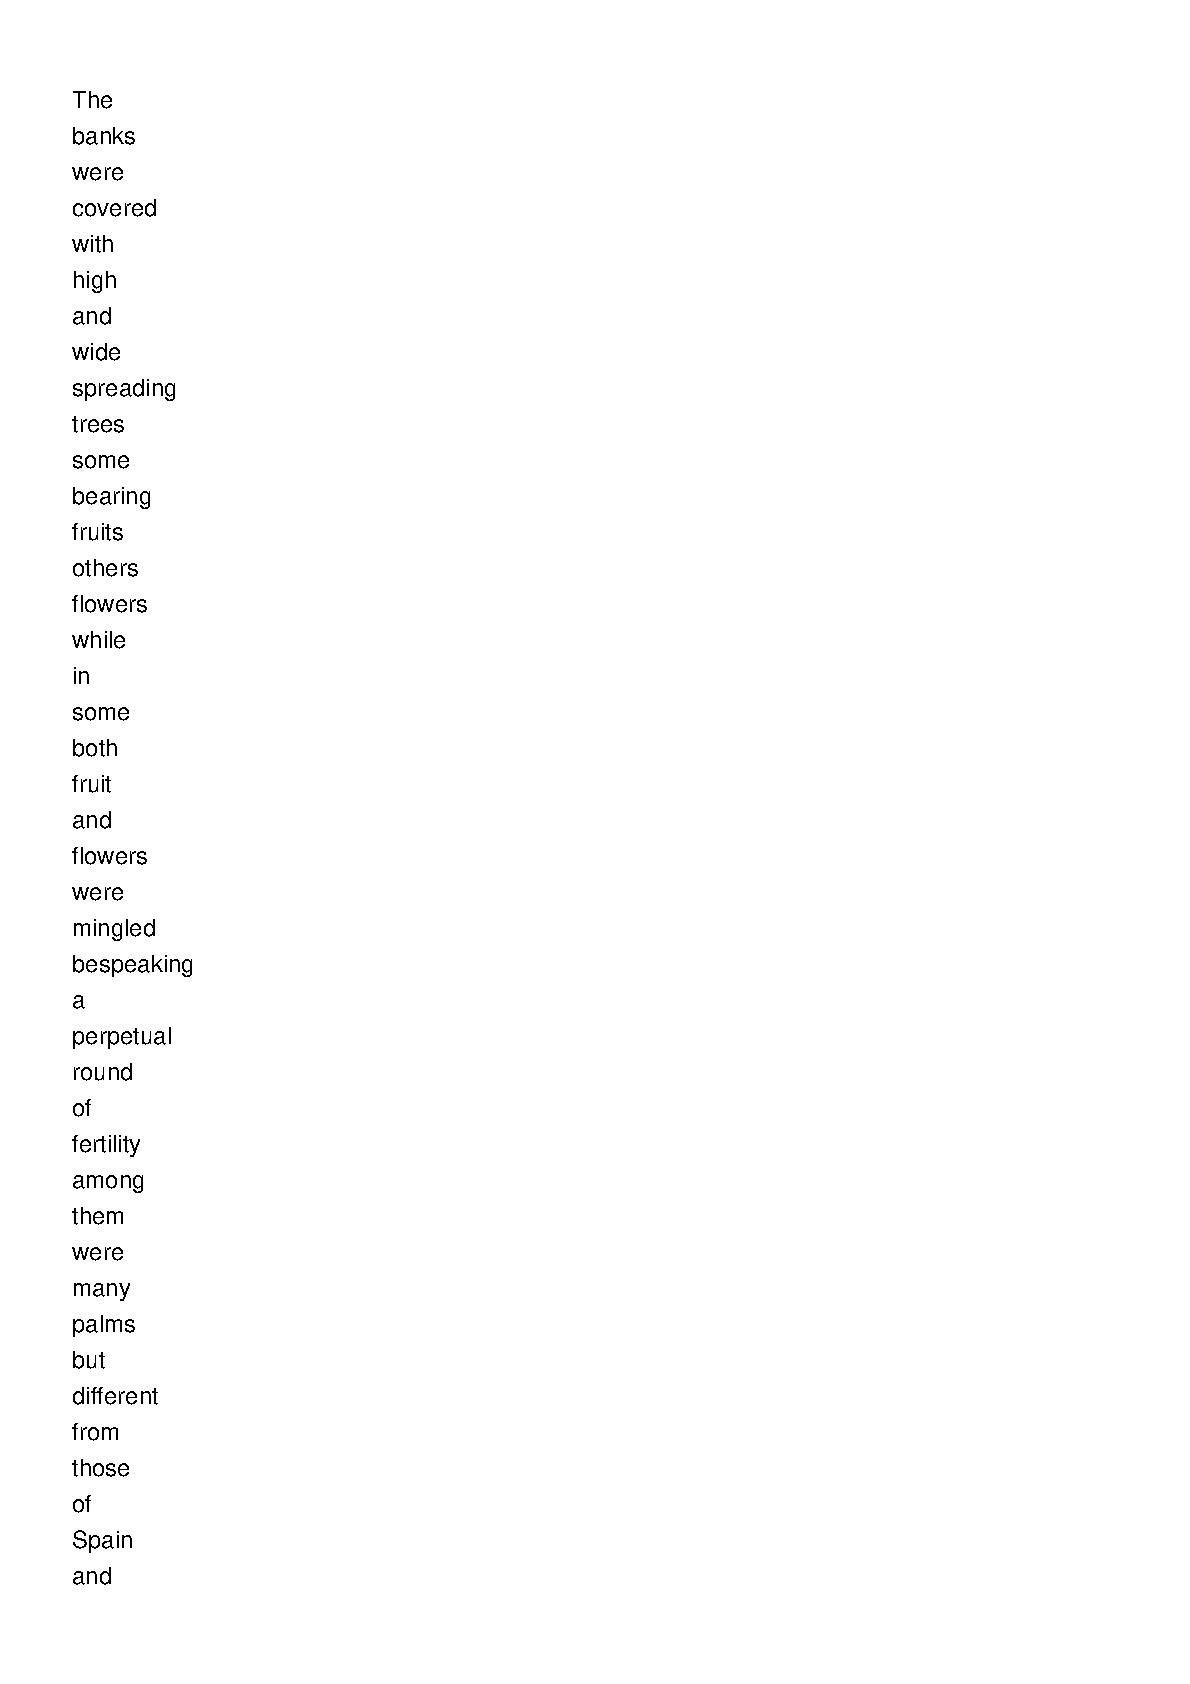 The
banks
were
covered
with
high
and
wide
spreading
trees
some
bearing
fruits
others
flowers
while
in
some
both
fruit
and
flowers
were
mingled
bespeaking
a
perpetual
round
of
fertility
among
them
were
many
palms
but
different
from
those
of
Spain
and